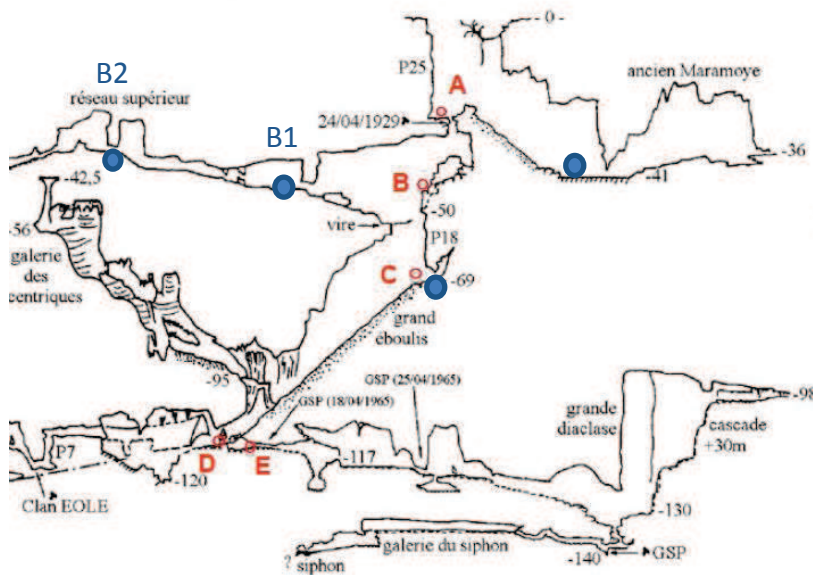 - 0 -
B2
P25
A
ancien Maramoye
réseau supérieur
24/04/1929
B1
-36
-42,5
B
-41
-50
-56
vire
P18
galerie
des
centriques
C
-69
grand
éboulis
-95
GSP (25/04/1965)
GSP (18/04/1965)
grande
diaclase
-98
cascade
+30m
P7
D
E
-117
-120
Clan EOLE
-130
? siphon
galerie du siphon
-140
GSP